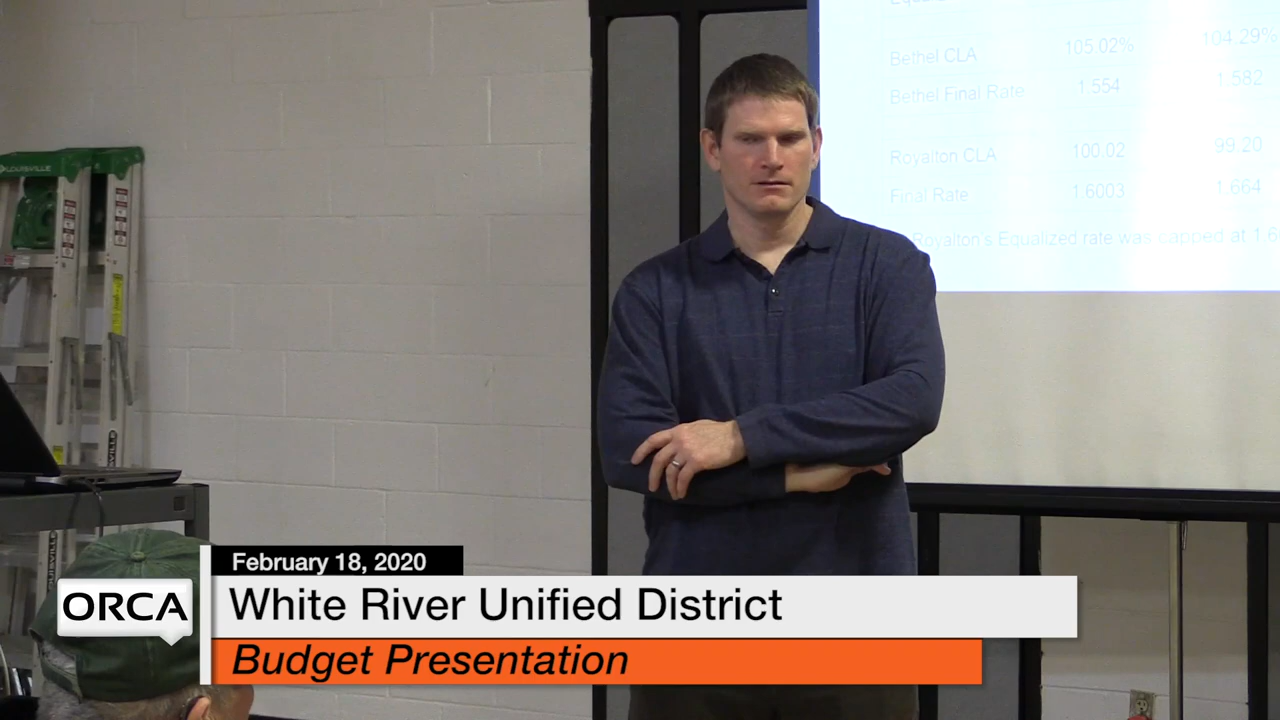 Bethel CLA 105.02% 104.29%
Bethel Final Rate 1.554 1.582
Royalton CLA 100.02 99.20
Final Rate 1.6003 1.664
Royalton's Equalized rate was capped at 1.6
LOUISVILLE
February 18, 2020
ORCA
White River Unified District
Budget Presentation